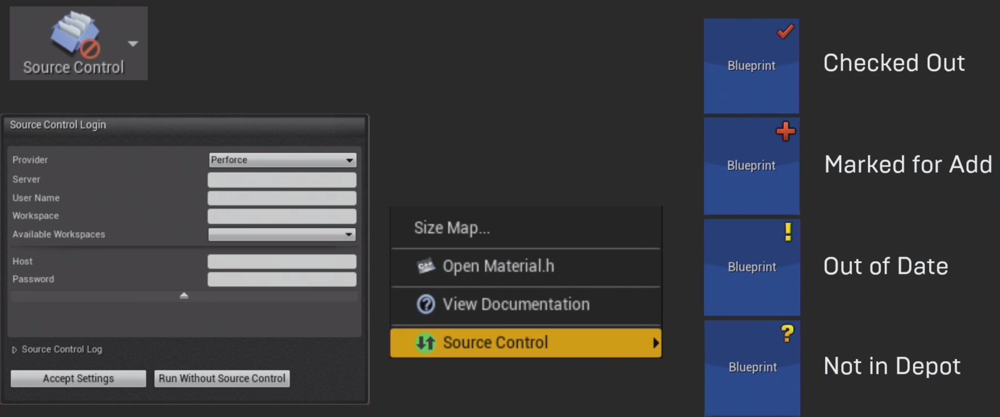 Source Control
Source Control Login
Provider
Perforce
Server
User Name
Workspace
Available Workspaces
Host
Password
Source Control Log
Accept Settings
Run Without Source Control
Size Map...
C++
Open Material.h
View Documentation
Source Control
Blueprint
Checked Out
Blueprint
Marked for Add
Blueprint
Out of Date
Blueprint
Not in Depot